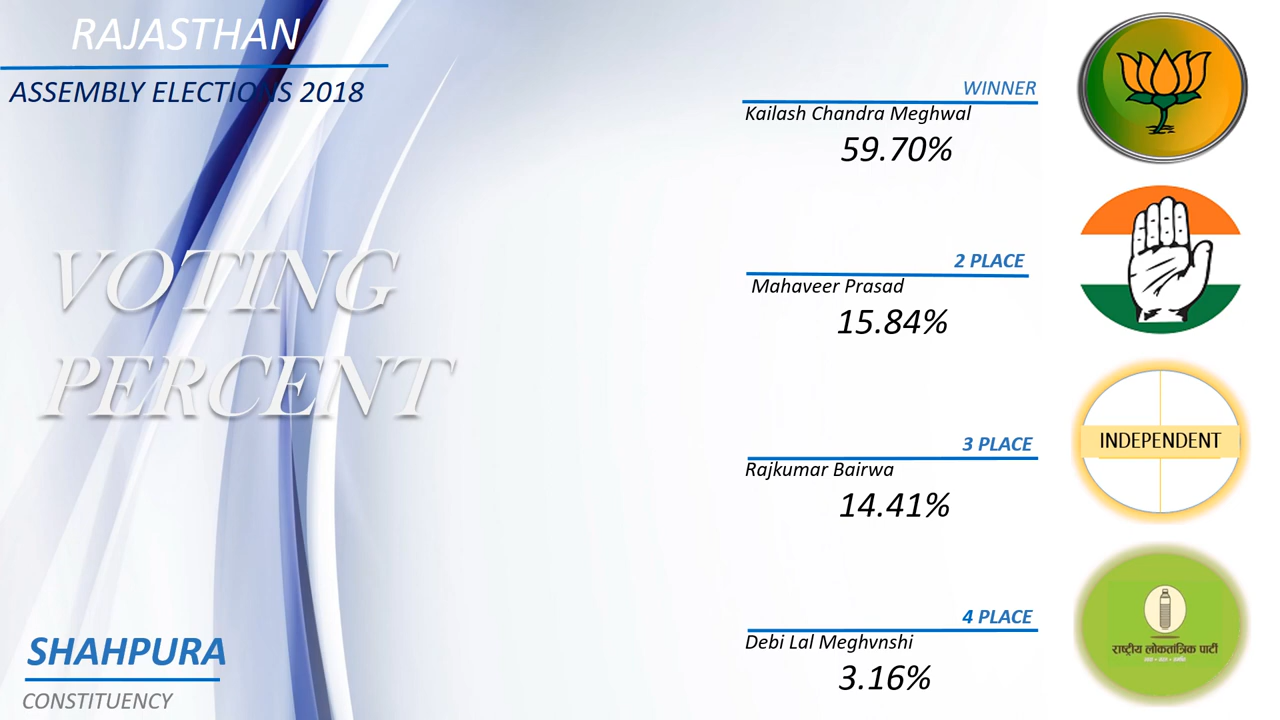 RAJASTHAN
ASSEMBLY ELECTIONS 2018
VOTING
PERCENT
SHAHPURA
CONSTITUENCY
WINNER
Kailash Chandra Meghwal
59.70%
2 PLACE
Mahaveer Prasad
15.84%
3 PLACE
Rajkumar Bairwa
14.41%
INDEPENDENT
4 PLACE
Debi Lal Meghvnshi
3.16%
राष्ट्रीय लोकतांत्रिक पार्टी